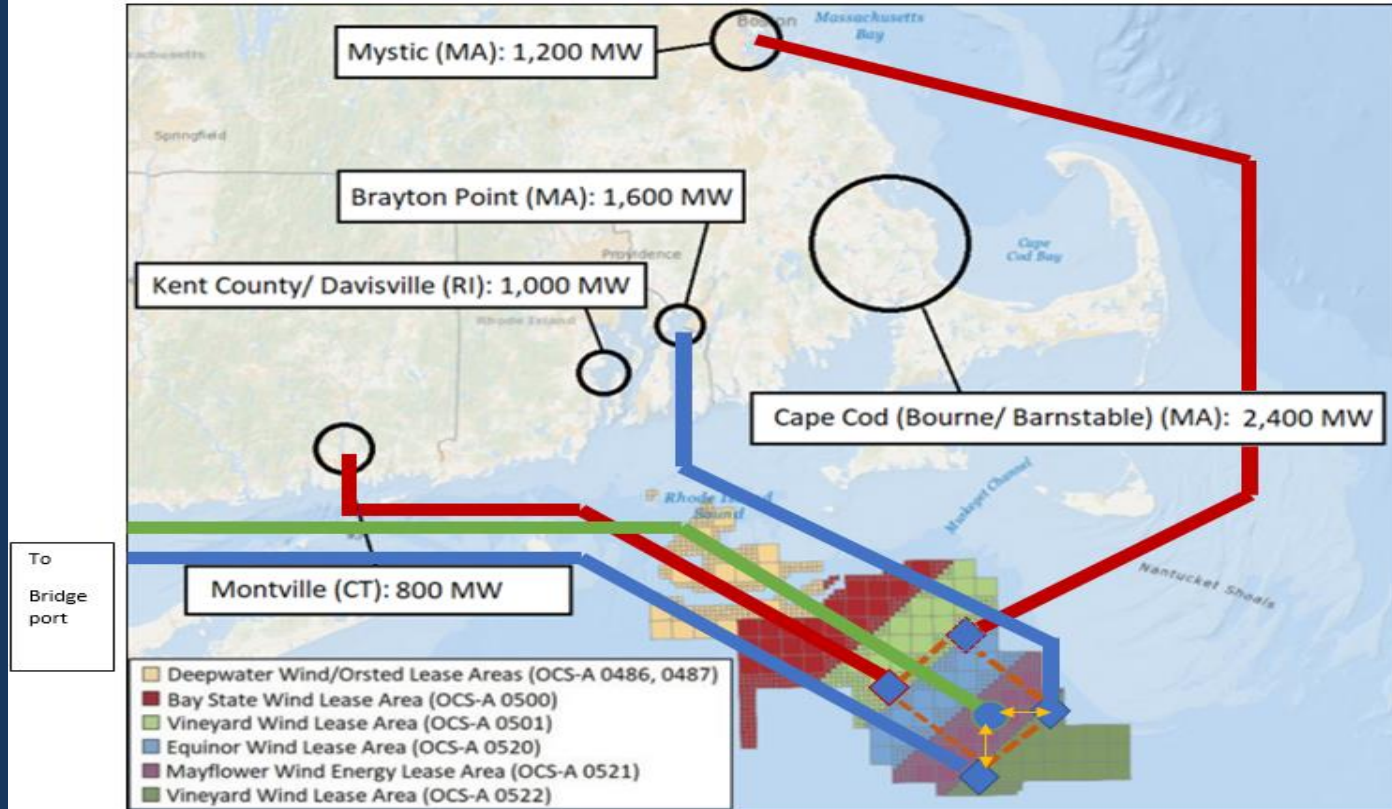 Boston
Massachusetts
Bay
Mystic (MA): 1,200 MW
Massachusetts
Springfield
Brayton Point (MA): 1,600 MW
Providence
Cape
Cod Bay
Kent County/ Davisville (RI): 1,000 MW
Rhode Island
Cape Cod (Bourne/ Barnstable) (MA): 2,400 MW
Rhode Island
Sound
Muskeget Channel
To
Bridge
port
Montville (CT): 800 MW
Nantucket Shoals
Deepwater Wind/Orsted Lease Areas (OCS-A 0486, 0487)
Bay State Wind Lease Area (OCS-A 0500)
Vineyard Wind Lease Area (OCS-A 0501)
Equinor Wind Lease Area (OCS-A 0520)
Mayflower Wind Energy Lease Area (OCS-A 0521)
Vineyard Wind Lease Area (OCS-A 0522)